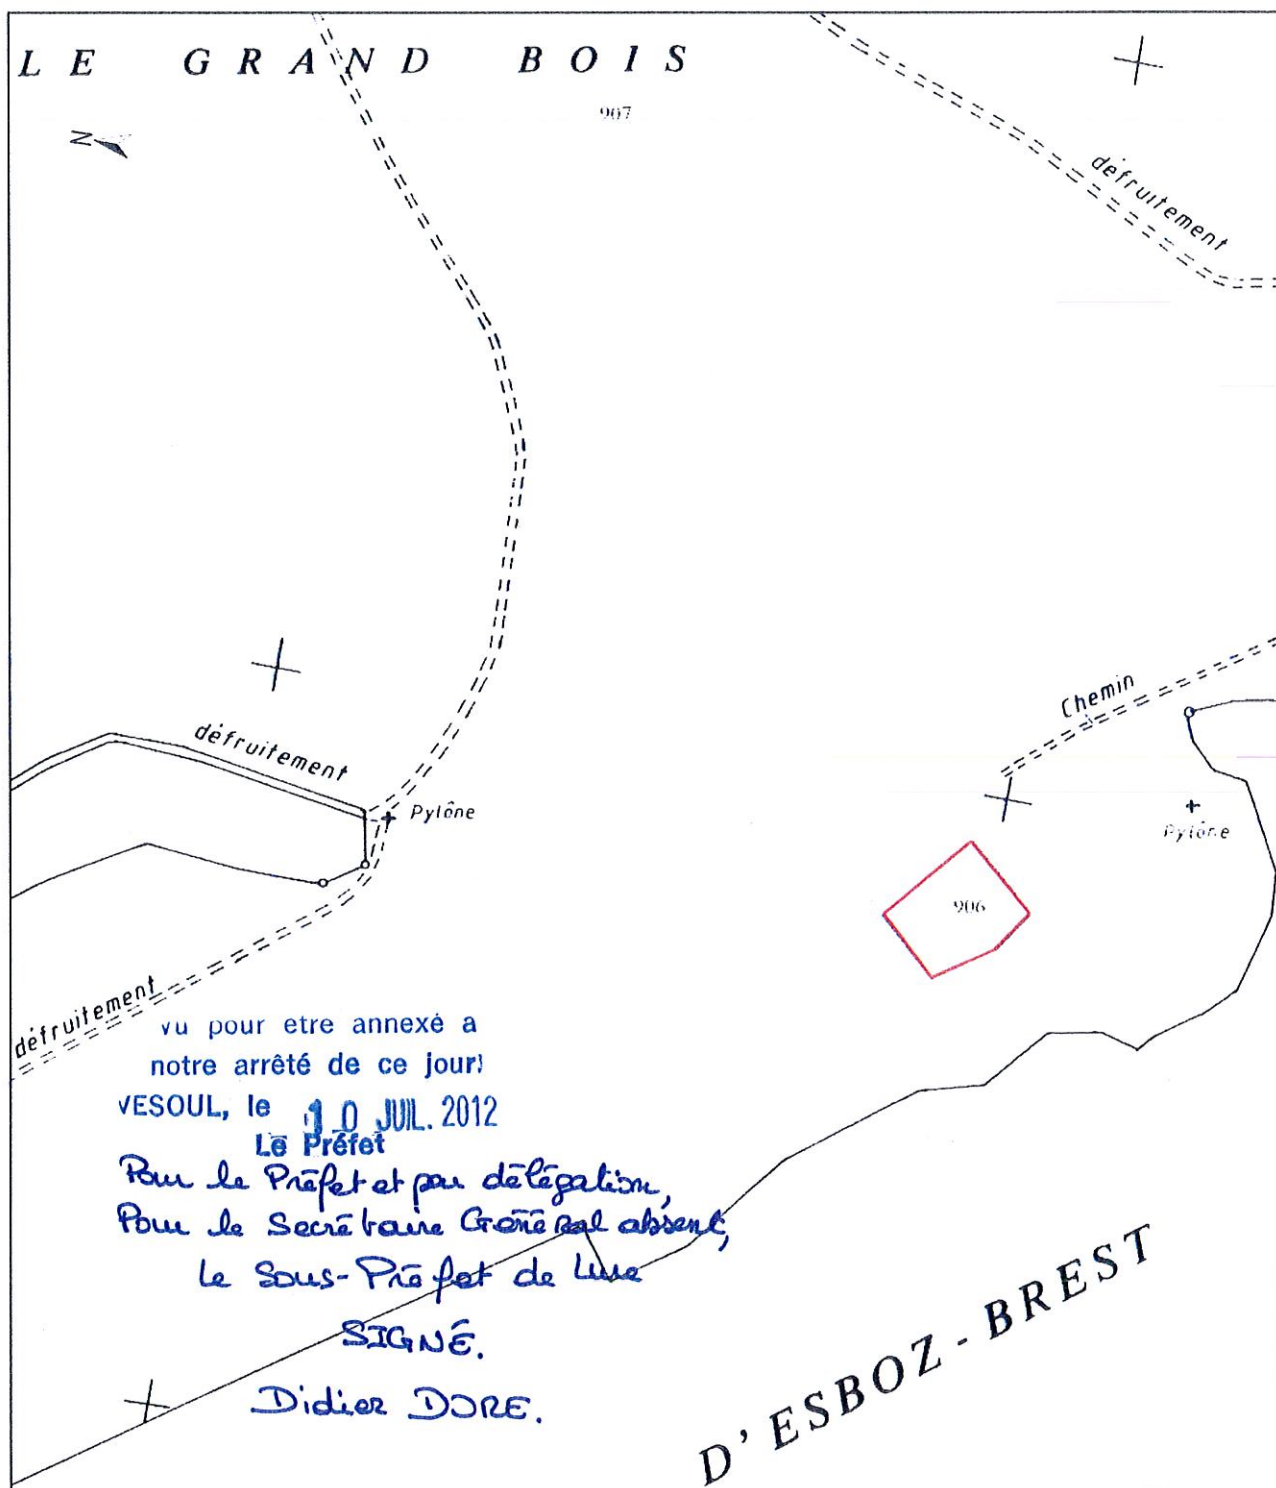 LE GRAND BOIS
907
N
défruitement
défruitement
Chemin
Pylône
Pylône
906
défruitement
vu pour etre annexé a
notre arrêté de ce jour
VESOUL, le 10 JUIL. 2012
Le Préfet
Pour le Préfet et par délégation,
Pour le Secrétaire Général absent,
Le Sous-Préfet de Lure
SIGNÉ.
Didier DORE.
D'ESBOZ-BREST